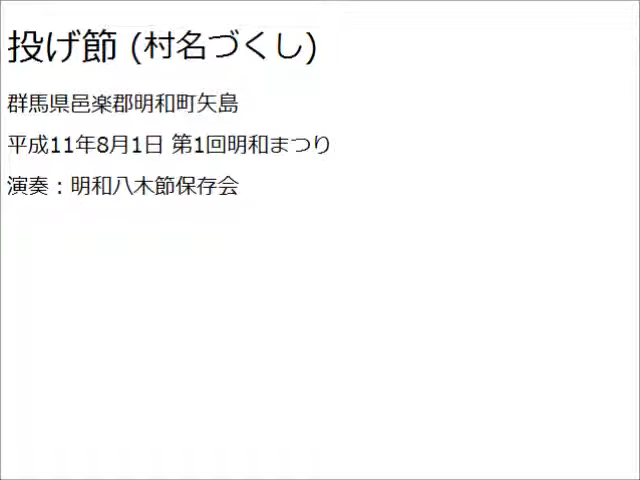 投げ節 (村名づくし)
群馬県邑楽郡明和町矢島
平成11年8月1日 第1回明和まつり
演奏：明和八木節保存会